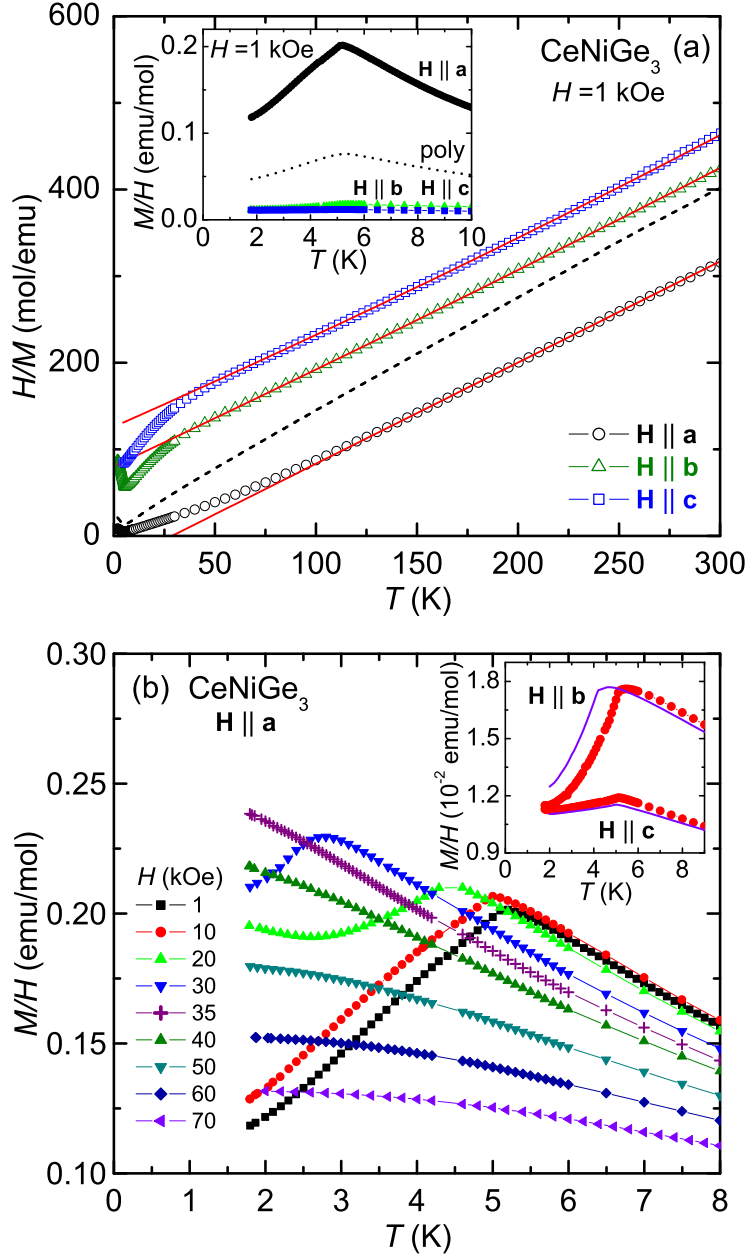 600
400
200
0
H/M (mol/emu)
0 50 100 150 200 250 300
T (K)
CeNiGe3 (a)
H =1 kOe
H || a
H || b
H || c
0.2
0.1
0.0
M/H (emu/mol)
H =1 kOe
H || a
poly
H || b H || c
0 2 4 6 8 10
T (K)
0.30
0.25
0.20
0.15
0.10
M/H (emu/mol)
(b) CeNiGe3
H || a
H (kOe)
1
10
20
30
35
40
50
60
70
0 1 2 3 4 5 6 7 8
T (K)
1.8
1.5
1.2
0.9
M/H (10-2 emu/mol)
H || b
H || c
0 2 4 6 8
T (K)